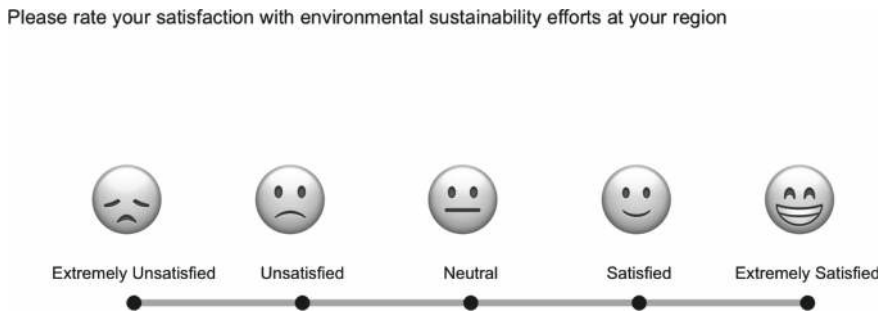 Please rate your satisfaction with environmental sustainability efforts at your region
Extremely Unsatisfied Unsatisfied Neutral Satisfied Extremely Satisfied